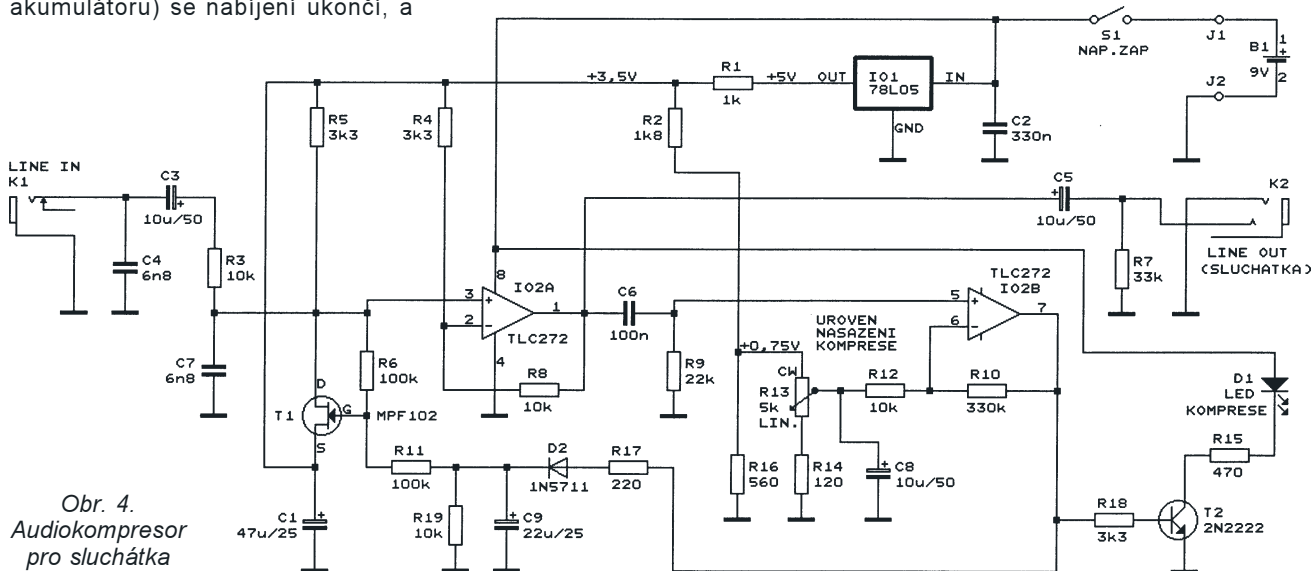 akumulátoru) se nabíjení ukončí, a
S1
NAP.ZAP
J1
B1
1
+
9V
2
J2
R1
1k
+3,5V
+5V
OUT
IO1
78L05
IN
GND
C2
330n
R5
3k3
R4
3k3
R2
1k8
LINE IN
K1
C3
+
10u/50
C4
6n8
R3
10k
C5
+
10u/50
K2
R7
33k
LINE OUT
(SLUCHATKA)
8
IO2A
3
+
2
-
1
4
TLC272
C6
100n
TLC272
IO2B
5
+
6
-
7
UROVEN
NASAZENI
KOMPRESE
C7
6n8
R6
100k
R8
10k
R9
22k
+0,75V
CW
R13
5k
LIN.
R12
10k
R10
330k
D1
LED
KOMPRESE
T1
D
G
S
MPF102
R11
100k
D2
1N5711
R17
220
R16
560
R14
120
C8
+
10u/50
R15
470
R18
3k3
T2
2N2222
C1
+
47u/25
R19
10k
C9
+
22u/25
Obr. 4.
Audiokompresor
pro sluchátka